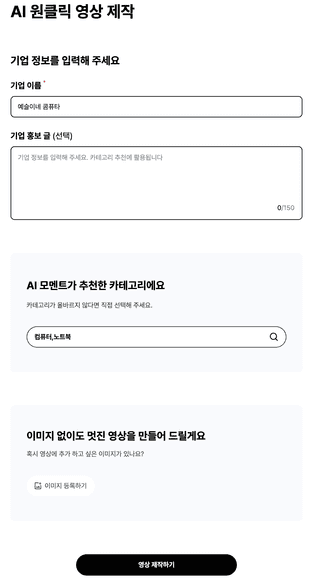 AI 원클릭 영상 제작
기업 정보를 입력해 주세요
기업 이름 *
예슬이네 콤퓨타
기업 홍보 글 (선택)
기업 정보를 입력해 주세요. 카테고리 추천에 활용됩니다
0/150
AI 모멘트가 추천한 카테고리에요
카테고리가 올바르지 않다면 직접 선택해 주세요.
컴퓨터,노트북
이미지 없이도 멋진 영상을 만들어 드릴게요
혹시 영상에 추가 하고 싶은 이미지가 있나요?
이미지 등록하기
영상 제작하기